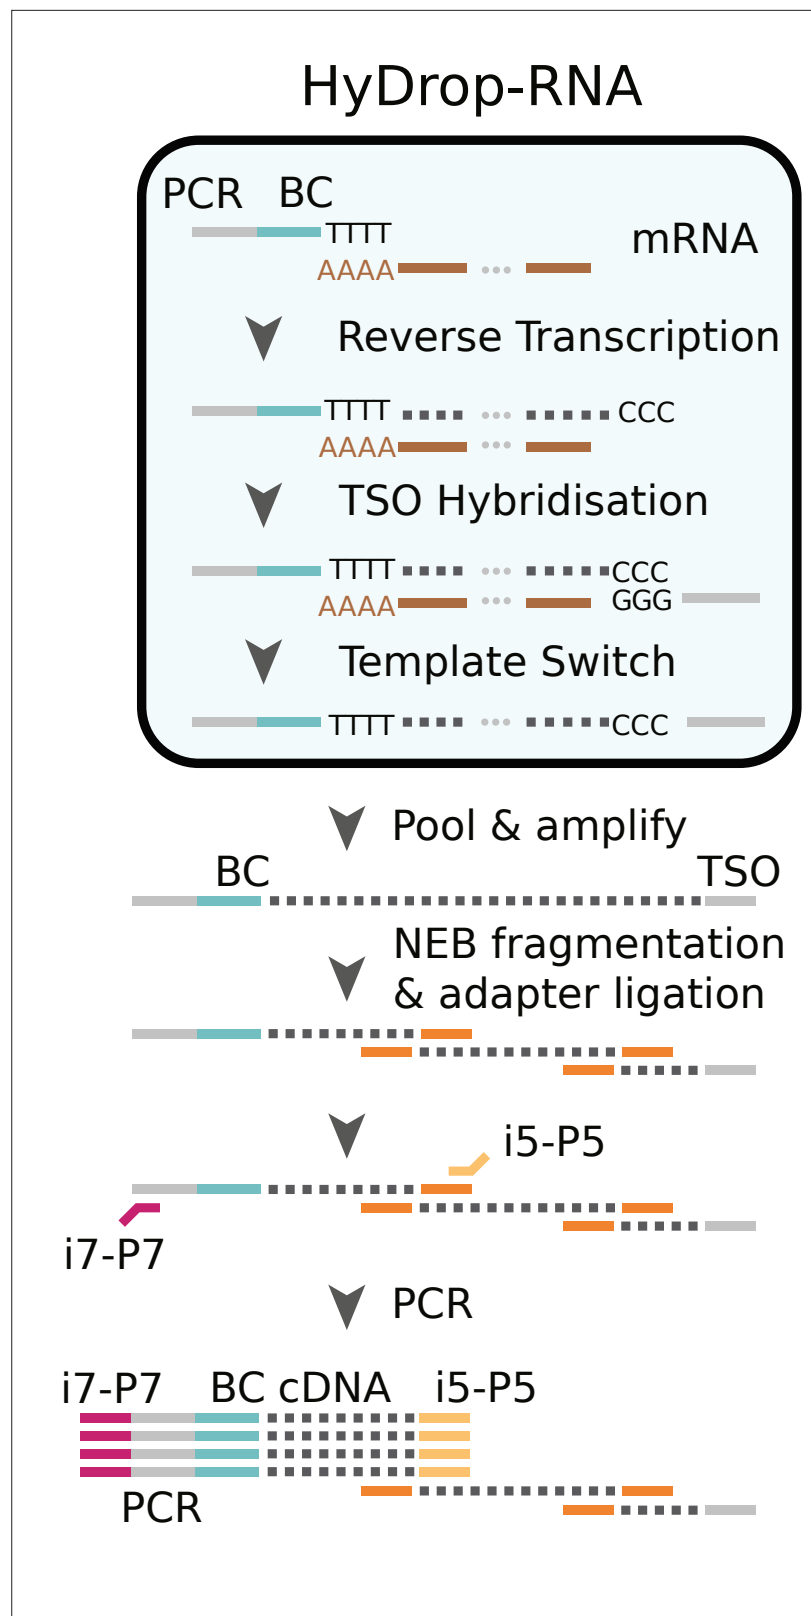 HyDrop-RNA
PCR BC
TTTT mRNA
AAAA
Reverse Transcription
TTTT CCC
AAAA
TSO Hybridisation
TTTT CCC
AAAA GGG
Template Switch
TTTT CCC
Pool & amplify
BC TSO
NEB fragmentation
& adapter ligation
i5-P5
i7-P7
PCR
i7-P7 BC cDNA i5-P5
PCR